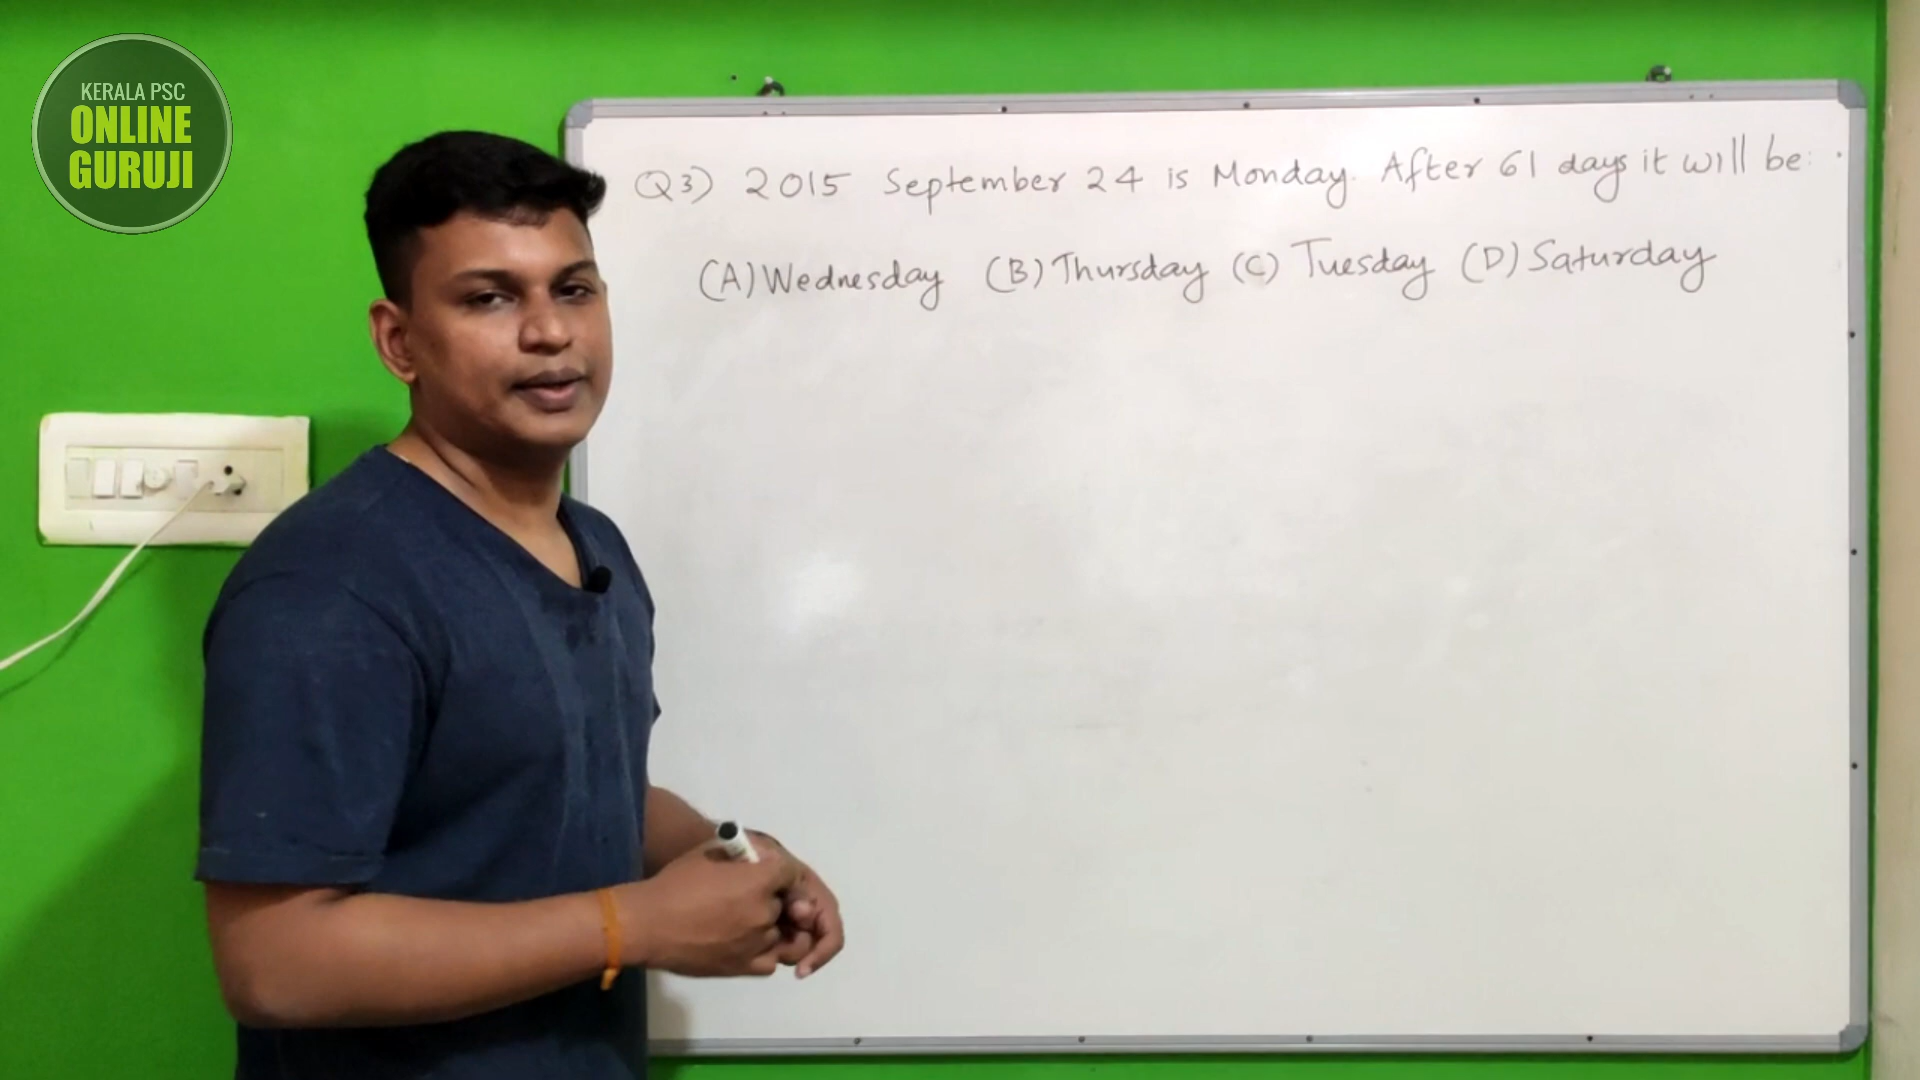 KERALA PSC
ONLINE
GURUJI
Q3) 2015 September 24 is Monday. After 61 days it will be:
(A) Wednesday (B) Thursday (C) Tuesday (D) Saturday